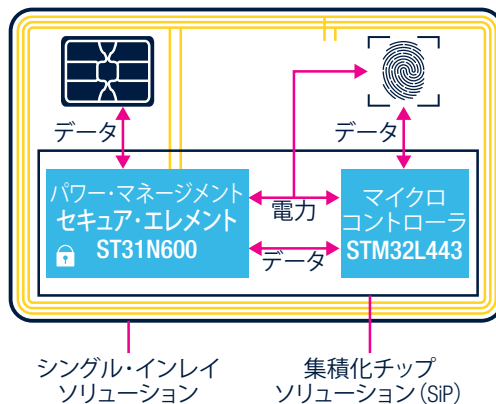 データ
データ
パワー・マネージメント
セキュア・エレメント
ST31N600
電力
マイクロ
コントローラ
STM32L443
データ
シングル・インレイ
ソリューション
集積化チップ
ソリューション(SiP)